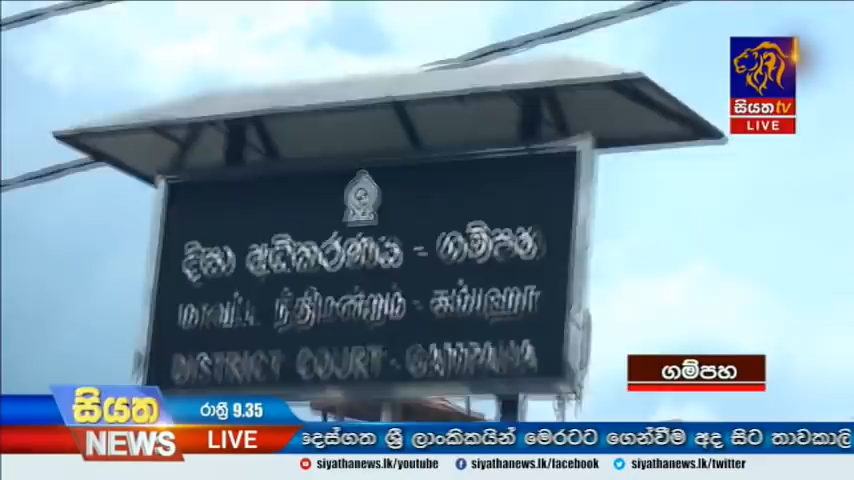 සියත tv
LIVE
දිසා අධිකරණය - ගම්පහ
மாவட்ட நீதிமன்றம் - கம்பஹா
DISTRICT COURT - GAMPAHA
ගම්පහ
සියත
NEWS
රාත්‍රී 9.35
LIVE
දෙස්ගත ශ්‍රී ලාංකිකයින් මෙරටට ගෙන්වීම අද සිට තාවකාලි
siyathanews.lk/youtube
siyathanews.lk/facebook
siyathanews.lk/twitter